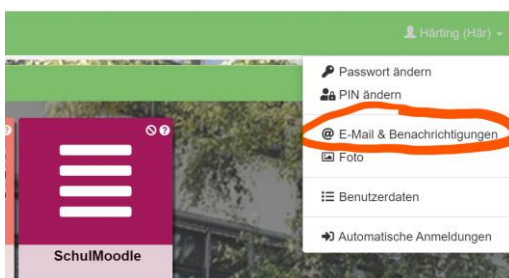 Härting (Här)
Passwort ändern
PIN ändern
@ E-Mail & Benachrichtigungen
Foto
Benutzerdaten
Automatische Anmeldungen
SchulMoodle